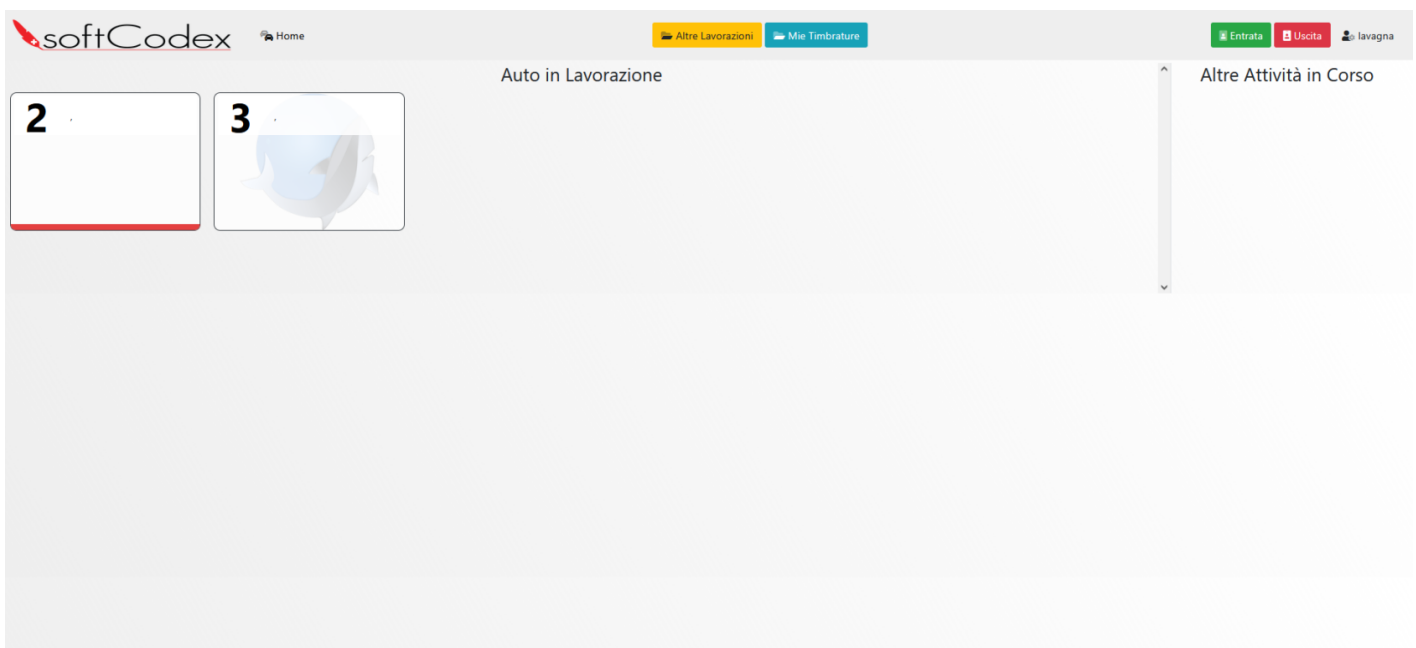 softCodex
Home
Altre Lavorazioni
Mie Timbrature
Entrata
Uscita
lavagna
Auto in Lavorazione
Altre Attività in Corso
2 ,
3 ,